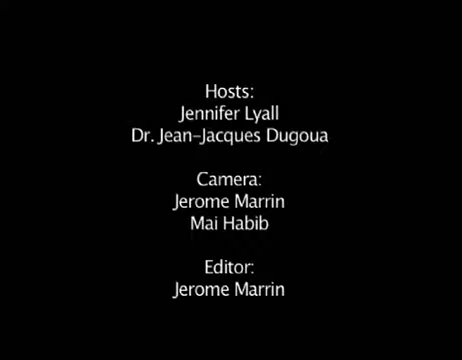 Hosts:
Jennifer Lyall
Dr. Jean-Jacques Dugoua
Camera:
Jerome Marrin
Mai Habib
Editor:
Jerome Marrin